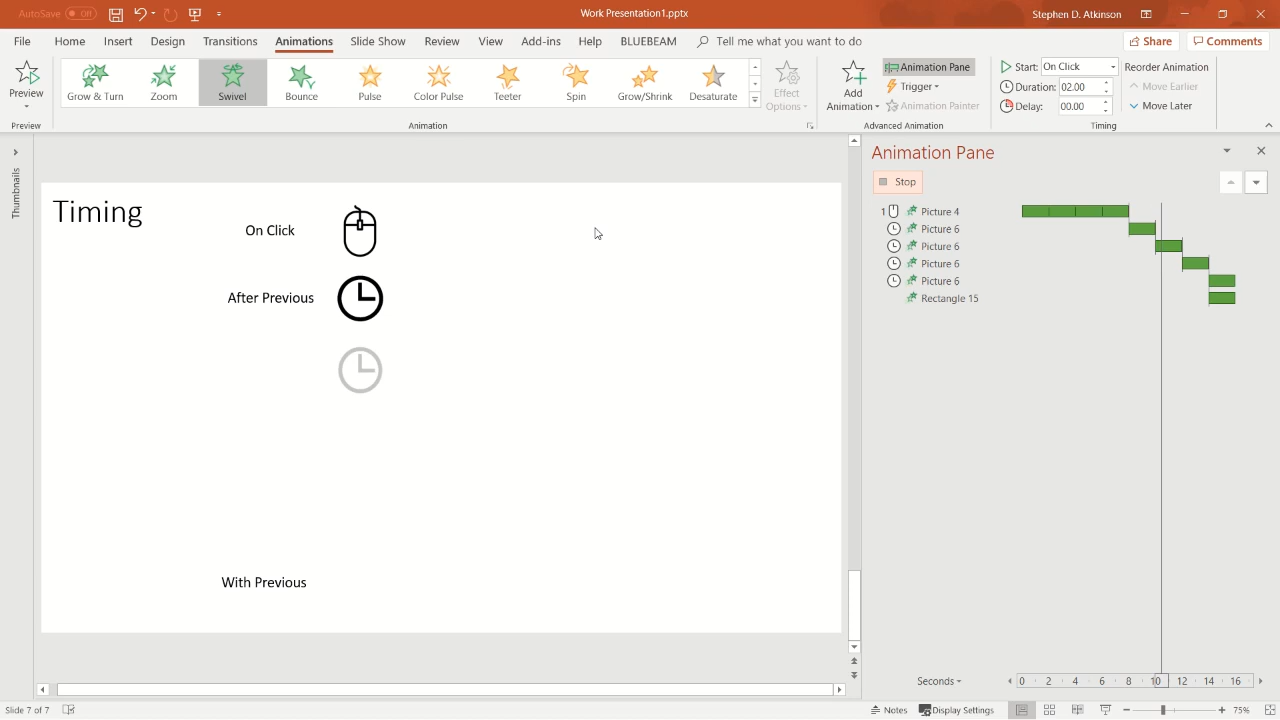 AutoSave Off Work Presentation1.pptx Stephen D. Atkinson
File Home Insert Design Transitions Animations Slide Show Review View Add-ins Help BLUEBEAM Tell me what you want to do Share Comments
Preview
Grow & Turn Zoom Swivel Bounce Pulse Color Pulse Teeter Spin Grow/Shrink Desaturate
Effect Options
Add Animation
Animation Pane
Trigger
Animation Painter
Start: On Click
Duration: 02.00
Delay: 00.00
Reorder Animation
Move Earlier
Move Later
Preview Animation Advanced Animation Timing
Thumbnails
Timing
On Click
After Previous
With Previous
Animation Pane
Stop
1 Picture 4
Picture 6
Picture 6
Picture 6
Picture 6
Rectangle 15
Seconds 0 2 4 6 8 10 12 14 16
Slide 7 of 7 Notes Display Settings 75%